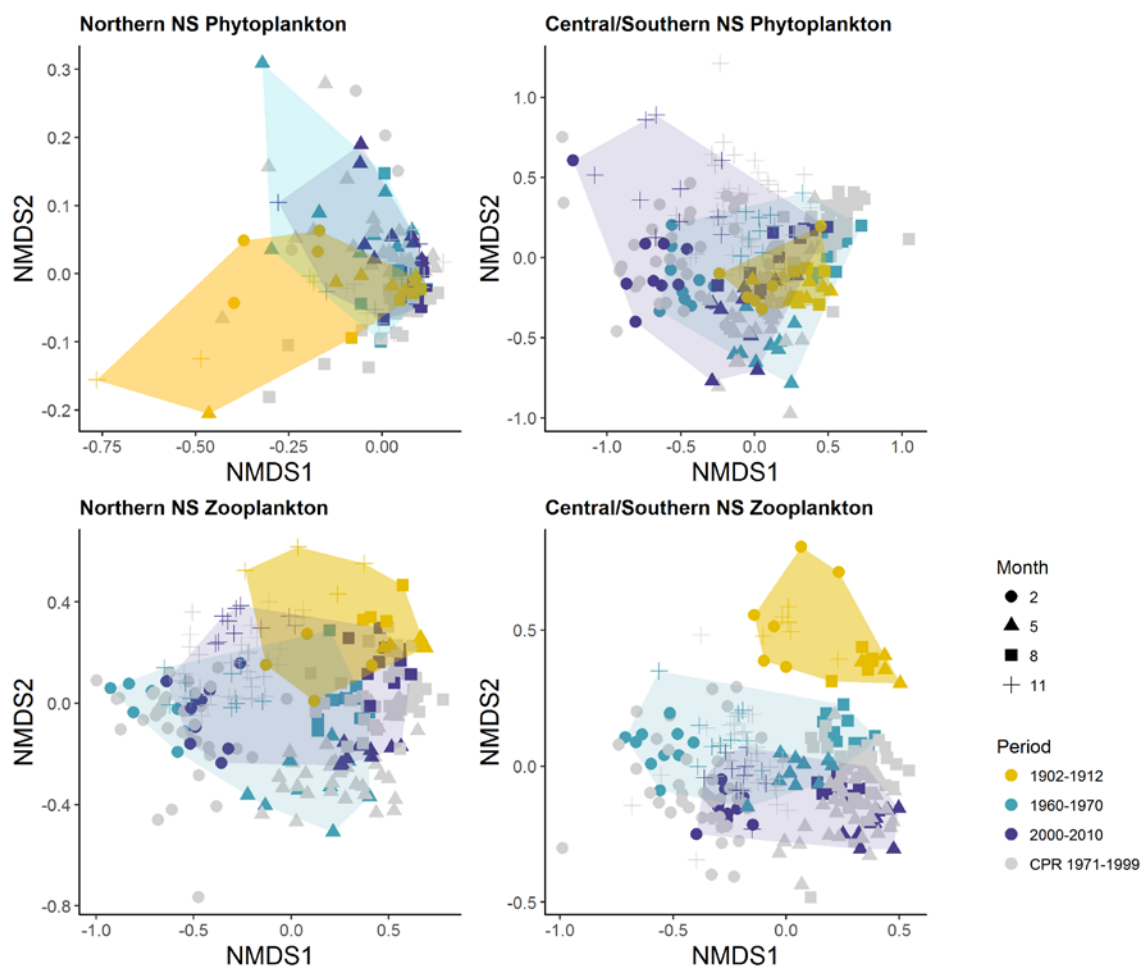 Northern NS Phytoplankton
Central/Southern NS Phytoplankton
0.3
0.2
0.1
0.0
-0.1
-0.2
NMDS2
-0.75
-0.50
-0.25
0.00
NMDS1
1.0
0.5
0.0
-0.5
-1.0
NMDS2
-1.0
-0.5
0.0
0.5
1.0
NMDS1
Northern NS Zooplankton
Central/Southern NS Zooplankton
0.4
0.0
-0.4
-0.8
NMDS2
-1.0
-0.5
0.0
0.5
NMDS1
0.5
0.0
-0.5
NMDS2
-1.0
-0.5
0.0
0.5
NMDS1
Month
2
5
8
11
Period
1902-1912
1960-1970
2000-2010
CPR 1971-1999